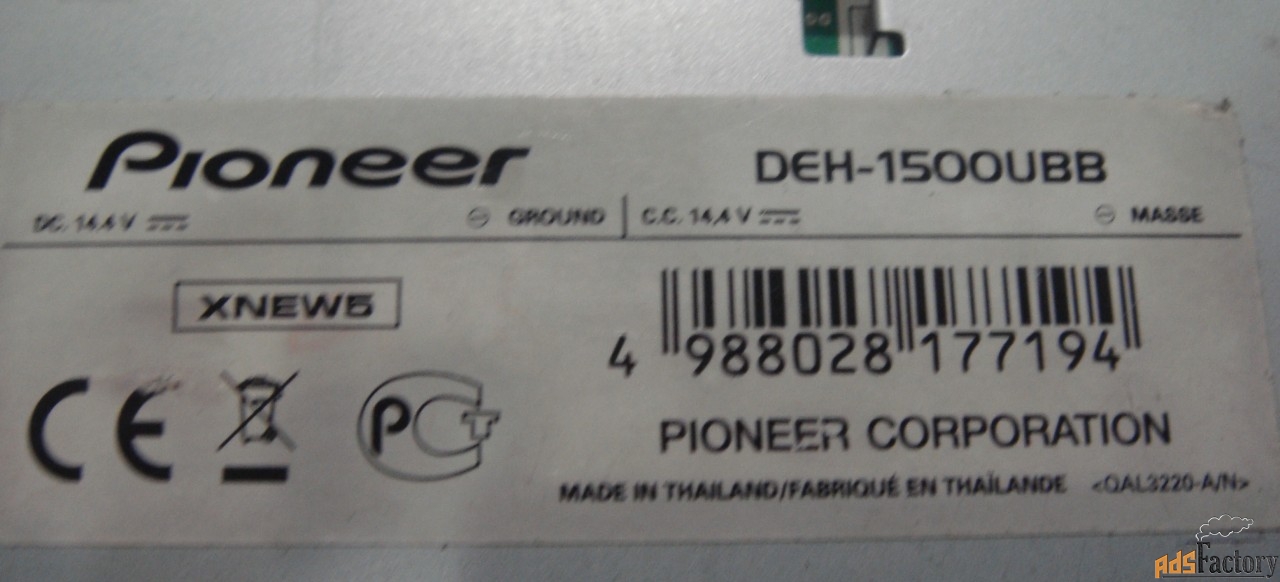 Pioneer
DEH-1500UBB
DC. 14.4 V GROUND
C.C. 14,4 V MASSE
XNEW5
4 988028 177194
CE PCT
PIONEER CORPORATION
MADE IN THAILAND/FABRIQUÉ EN THAÏLANDE <QAL3220-A/N>
AdsFactory